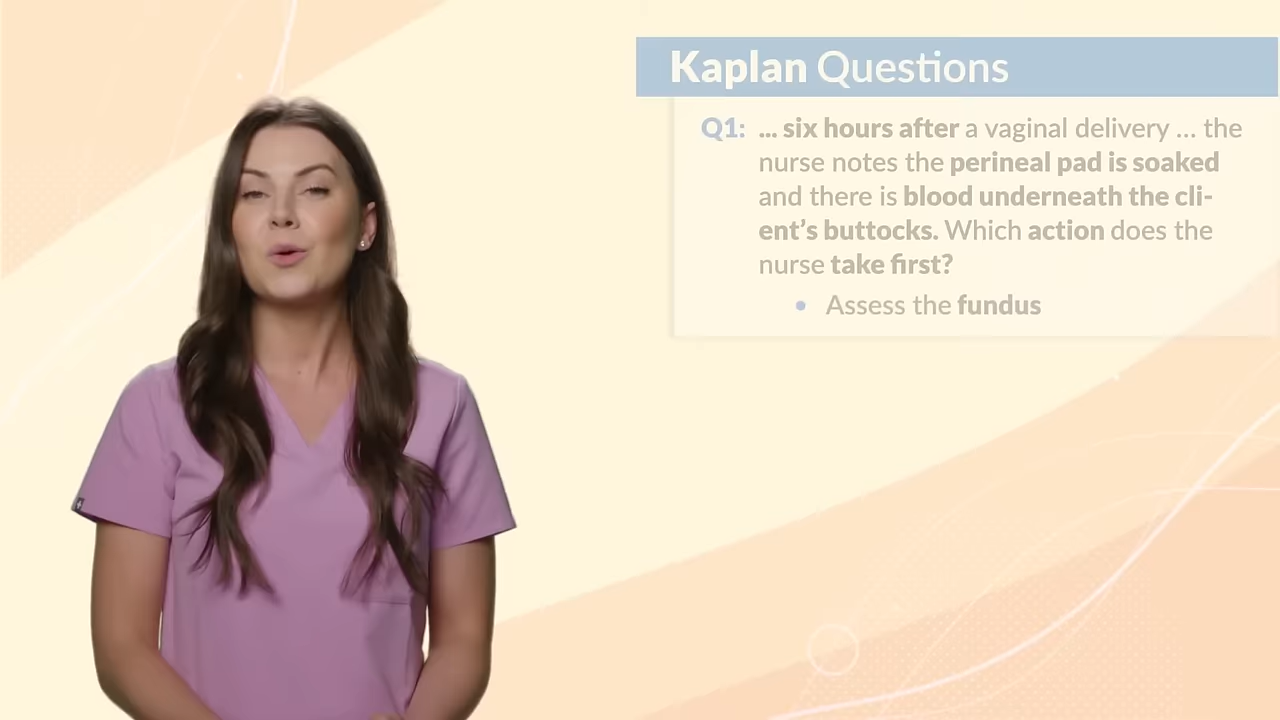 Kaplan Questions
Q1: ... six hours after a vaginal delivery ... the
nurse notes the perineal pad is soaked
and there is blood underneath the cli-
ent's buttocks. Which action does the
nurse take first?
• Assess the fundus